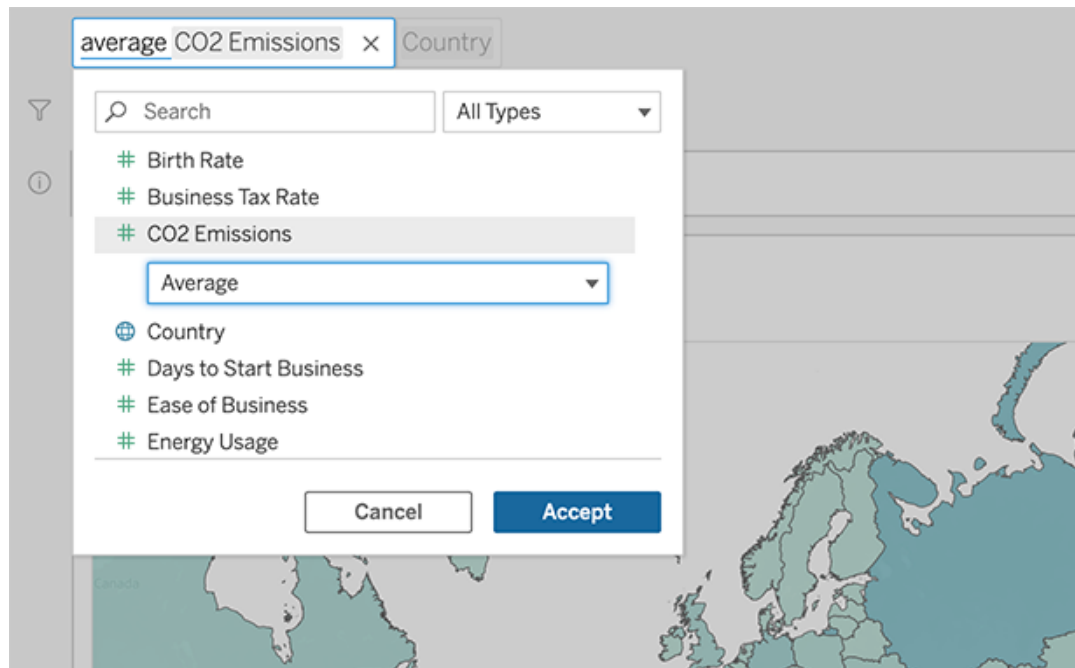 average CO2 Emissions × Country
Search All Types
# Birth Rate
# Business Tax Rate
# CO2 Emissions
Average
Country
# Days to Start Business
# Ease of Business
# Energy Usage
Cancel Accept
Canada